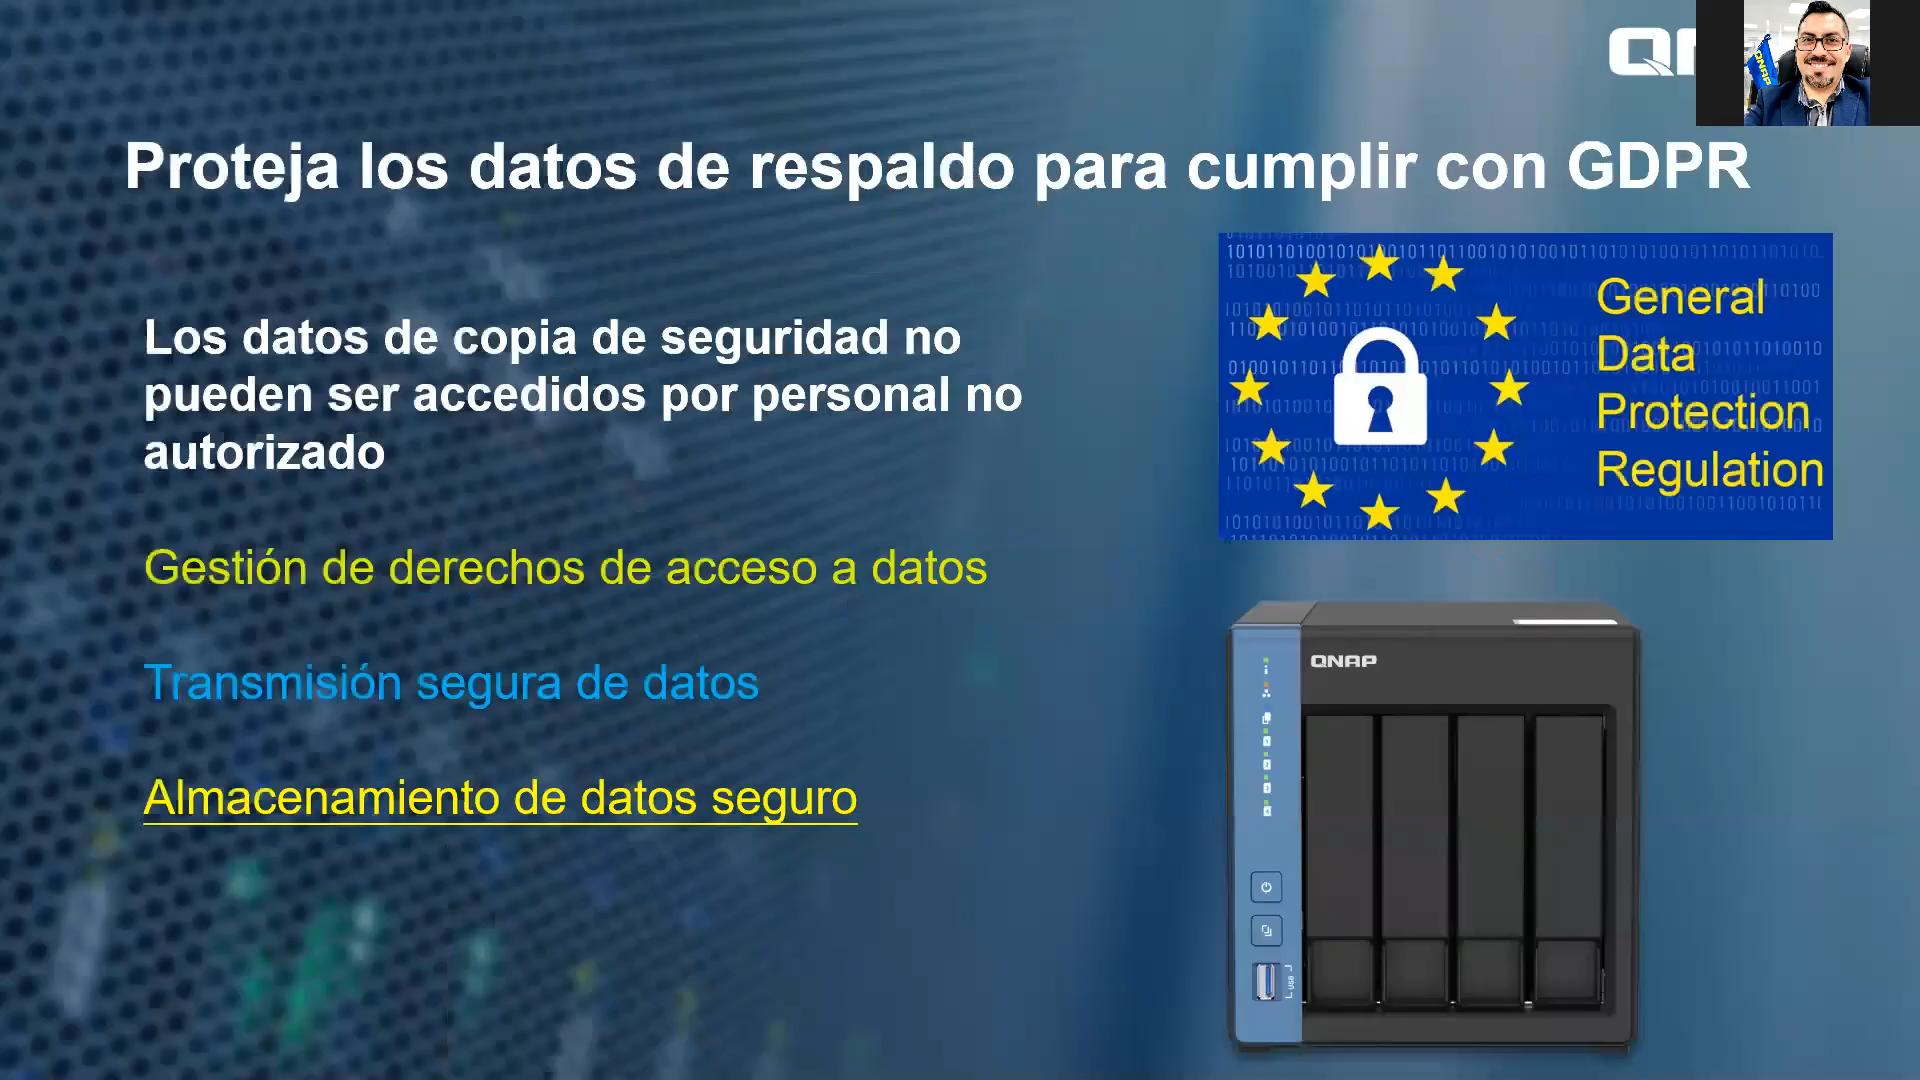 Proteja los datos de respaldo para cumplir con GDPR
Los datos de copia de seguridad no
pueden ser accedidos por personal no
autorizado
Gestión de derechos de acceso a datos
Transmisión segura de datos
Almacenamiento de datos seguro
General
Data
Protection
Regulation
QNAP
QNAP
USB